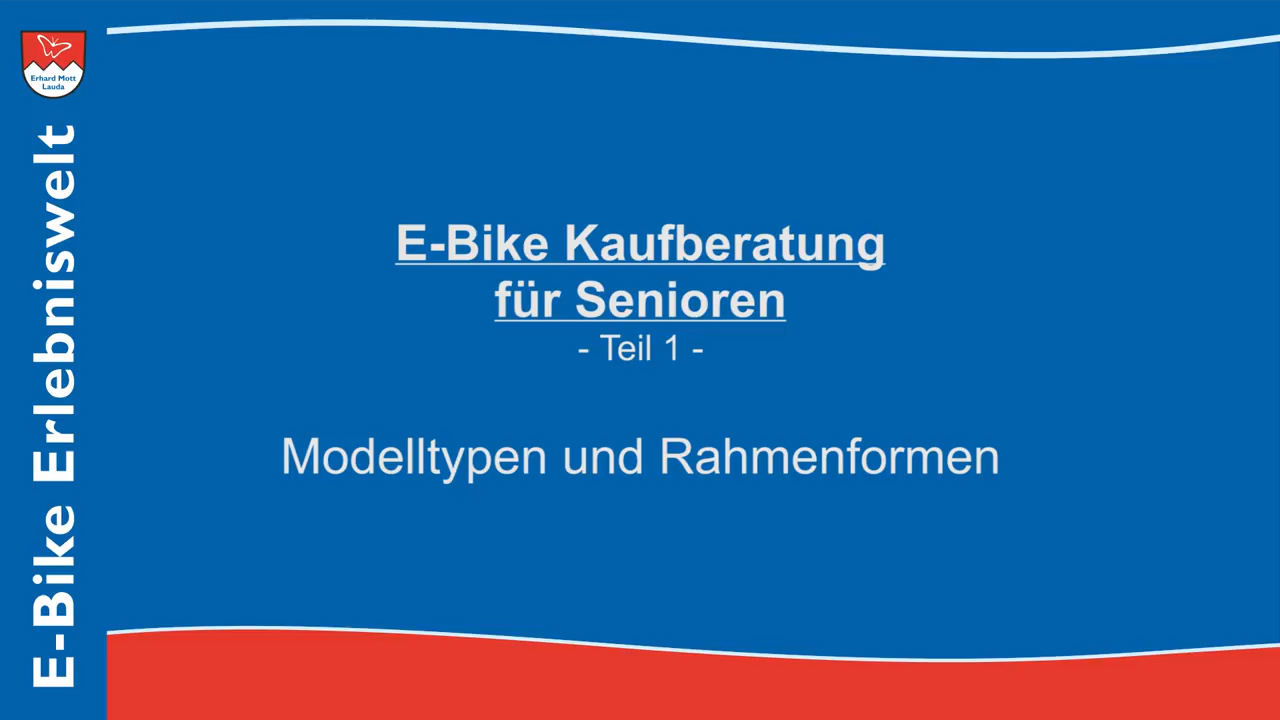 Erhard Mott
Lauda
E-Bike Erlebniswelt
E-Bike Kaufberatung
für Senioren
- Teil 1 -
Modelltypen und Rahmenformen